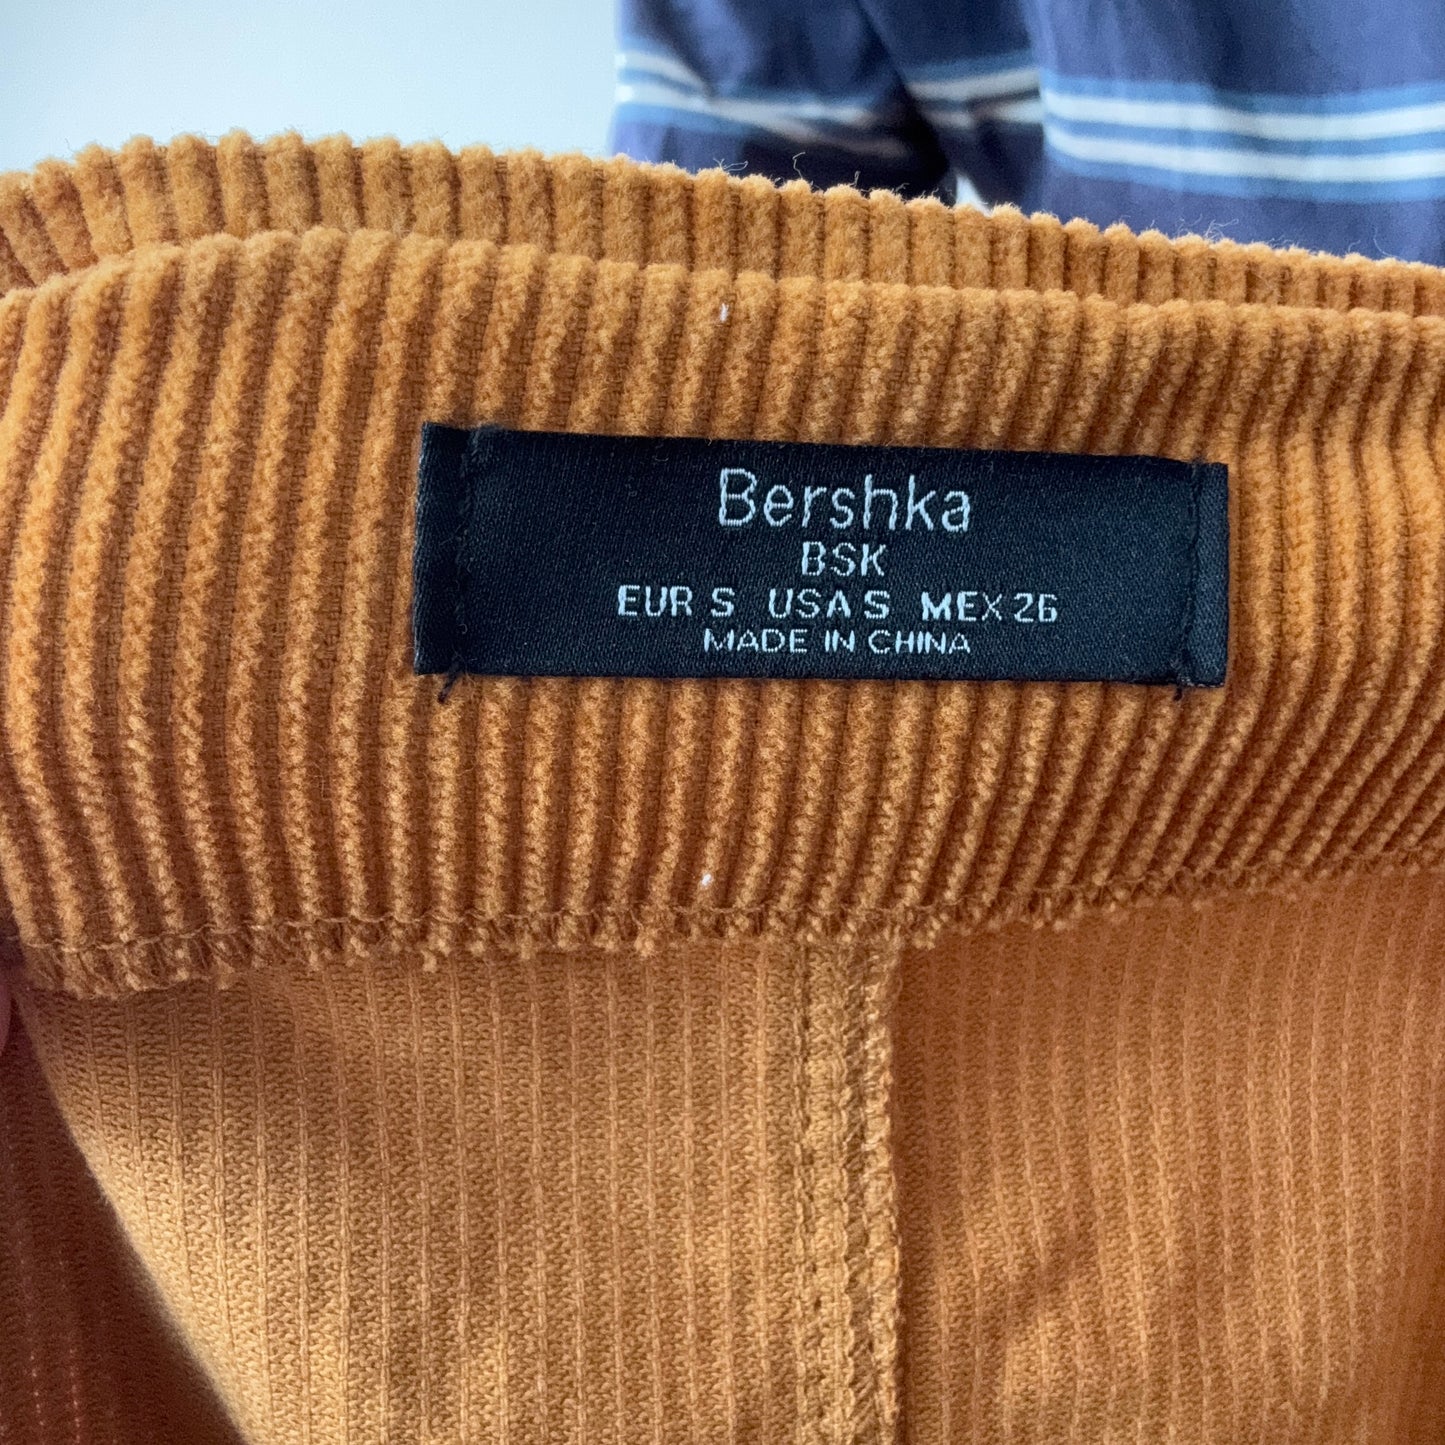 Bershka
BSK
EUR S USA S MEX 26
MADE IN CHINA